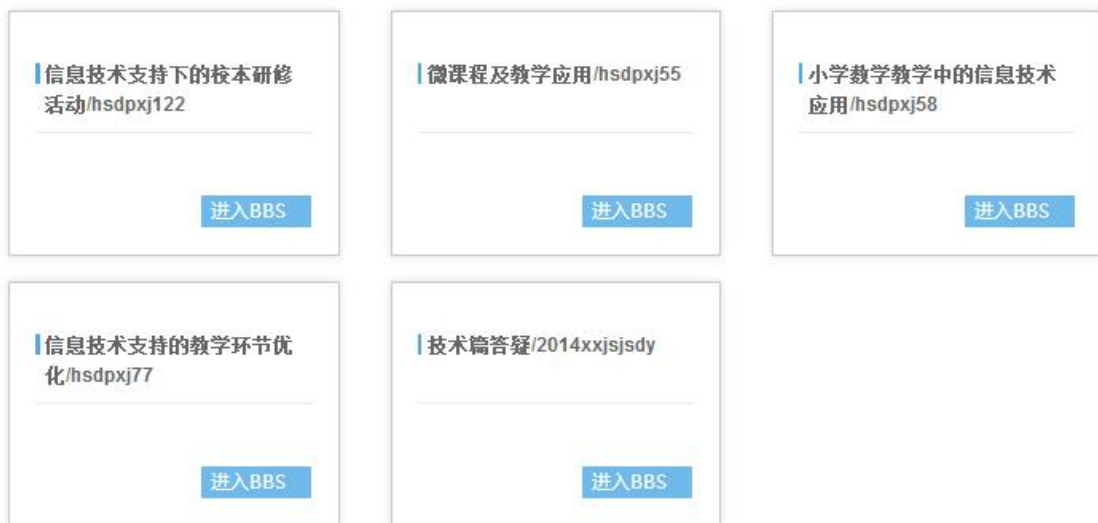 信息技术支持下的校本研修
活动/hsdpxj122
进入BBS
微课程及教学应用/hsdpxj55
进入BBS
小学数学教学中的信息技术
应用/hsdpxj58
进入BBS
信息技术支持的教学环节优
化/hsdpxj77
进入BBS
技术篇答疑/2014xxjsjsdy
进入BBS